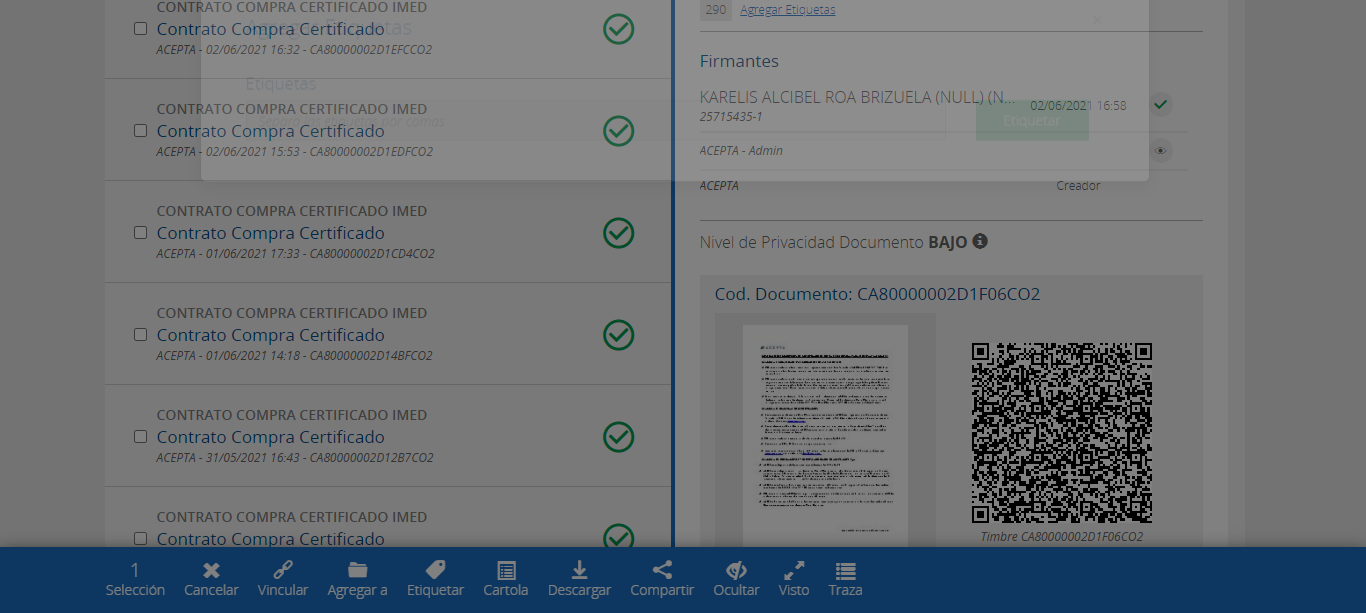 CONTRATO COMPRA CERTIFICADO IMED
Contrato Compra Certificado
ACEPTA - 02/06/2021 16:32 - CA80000002D1EFCCO2
CONTRATO COMPRA CERTIFICADO IMED
Contrato Compra Certificado
ACEPTA - 02/06/2021 15:53 - CA80000002D1EDFCO2
CONTRATO COMPRA CERTIFICADO IMED
Contrato Compra Certificado
ACEPTA - 01/06/2021 17:33 - CA80000002D1CD4CO2
CONTRATO COMPRA CERTIFICADO IMED
Contrato Compra Certificado
ACEPTA - 01/06/2021 14:18 - CA80000002D14BFCO2
CONTRATO COMPRA CERTIFICADO IMED
Contrato Compra Certificado
ACEPTA - 31/05/2021 16:43 - CA80000002D12B7CO2
CONTRATO COMPRA CERTIFICADO IMED
Contrato Compra Certificado
Agregar Etiquetas
Etiquetas
por comas
Etiquetar
290 Agregar Etiquetas
Firmantes
KARELIS ALCIBEL ROA BRIZUELA (NULL) (N... 02/06/2021 16:58
25715435-1
ACEPTA - Admin
ACEPTA Creador
Nivel de Privacidad Documento BAJO
Cod. Documento: CA80000002D1F06CO2
Timbre CA80000002D1F06CO2
1
Selección Cancelar Vincular Agregar a Etiquetar Cartola Descargar Compartir Ocultar Visto Traza